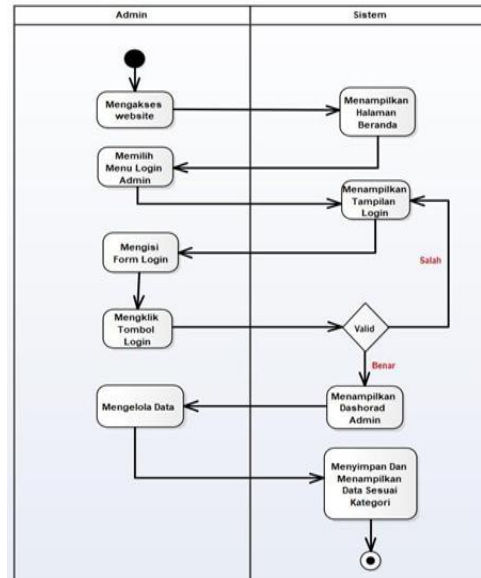 Admin
Sistem
Mengakses
website
Menampilkan
Halaman
Beranda
Memilih
Menu Login
Admin
Menampilkan
Tampilan
Login
Mengisi
Form Login
Salah
Mengklik
Tombol
Login
Valid
Benar
Mengelola Data
Menampilkan
Dashorad
Admin
Menyimpan Dan
Menampilkan
Data Sesuai
Kategori